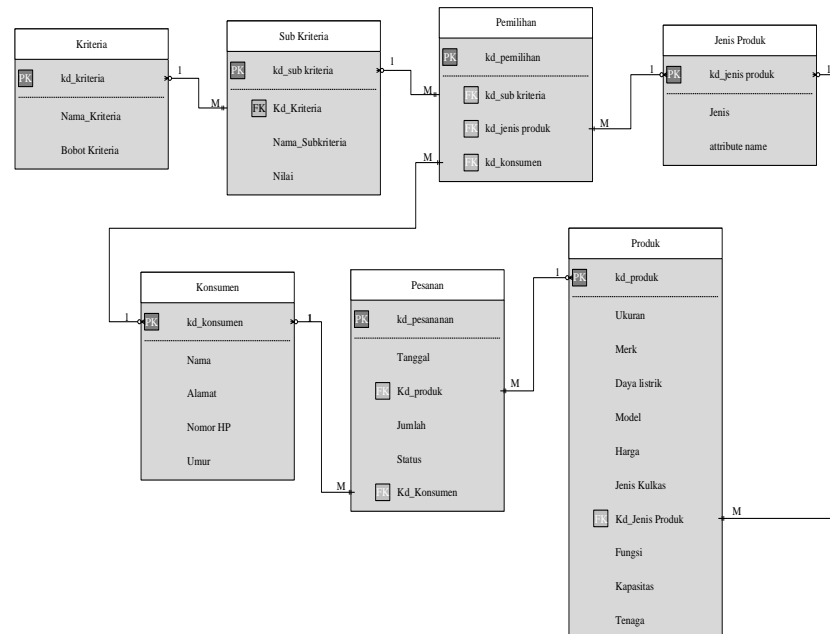 Kriteria
PK kd_kriteria
Nama_Kriteria
Bobot Kriteria
1
M
Sub Kriteria
PK kd_sub kriteria
FK Kd_Kriteria
Nama_Subkriteria
Nilai
1
M
Pemilihan
PK kd_pemilihan
FK kd_sub kriteria
FK kd_jenis produk
FK kd_konsumen
M
M
1
Jenis Produk
PK kd_jenis produk
Jenis
attribute name
1
Konsumen
1
PK kd_konsumen
Nama
Alamat
Nomor HP
Umur
1
M
Pesanan
PK kd_pesananan
Tanggal
FK Kd_produk
Jumlah
Status
FK Kd_Konsumen
M
1
Produk
PK kd_produk
Ukuran
Merk
Daya listrik
Model
Harga
Jenis Kulkas
FK Kd_Jenis Produk
Fungsi
Kapasitas
Tenaga
M